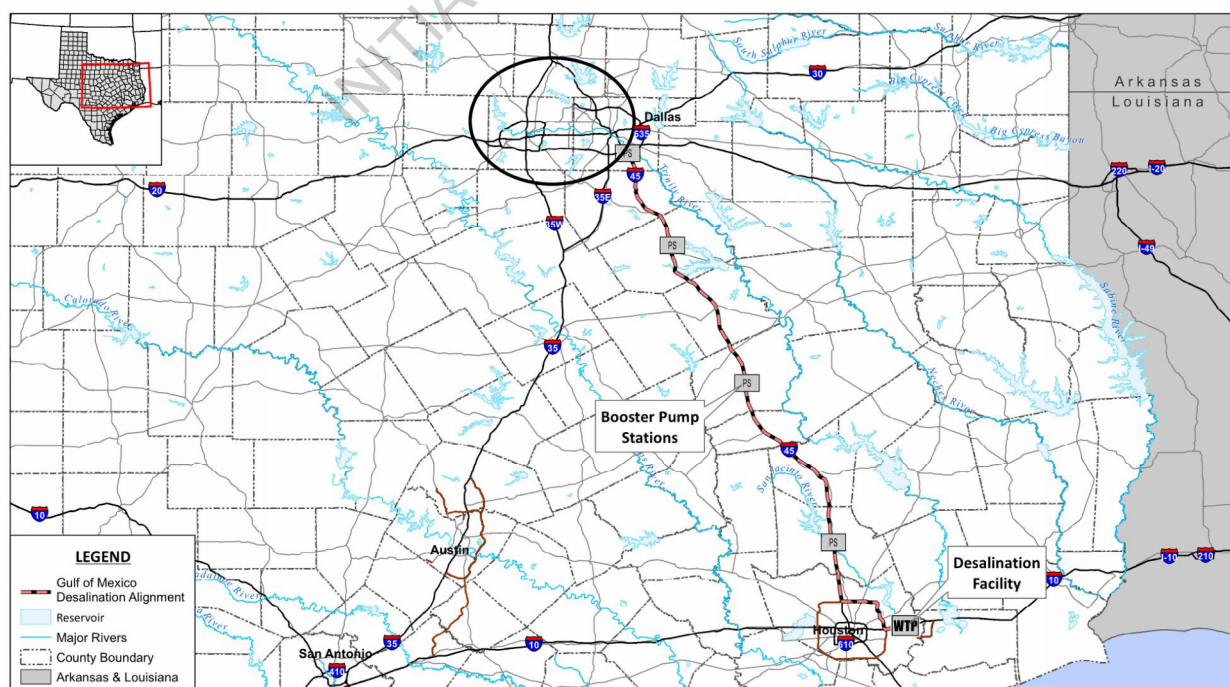 INITIA
South Sulphur River
Sulphur River
30
Big Cypress Creek
Big Cypress Bayou
Arkansas
Louisiana
Dallas
635
PS
45
Trinity River
20
35E
35W
220
I-20
I-49
PS
Colorado River
Sabine River
35
PS
Neches River
Booster Pump
Stations
45
San Jacinto River
10
Austin
PS
Desalination
Facility
10
I-10
210
WTP
Houston
610
35
10
San Antonio
410
LEGEND
Gulf of Mexico
Desalination Alignment
Reservoir
Major Rivers
County Boundary
Arkansas & Louisiana